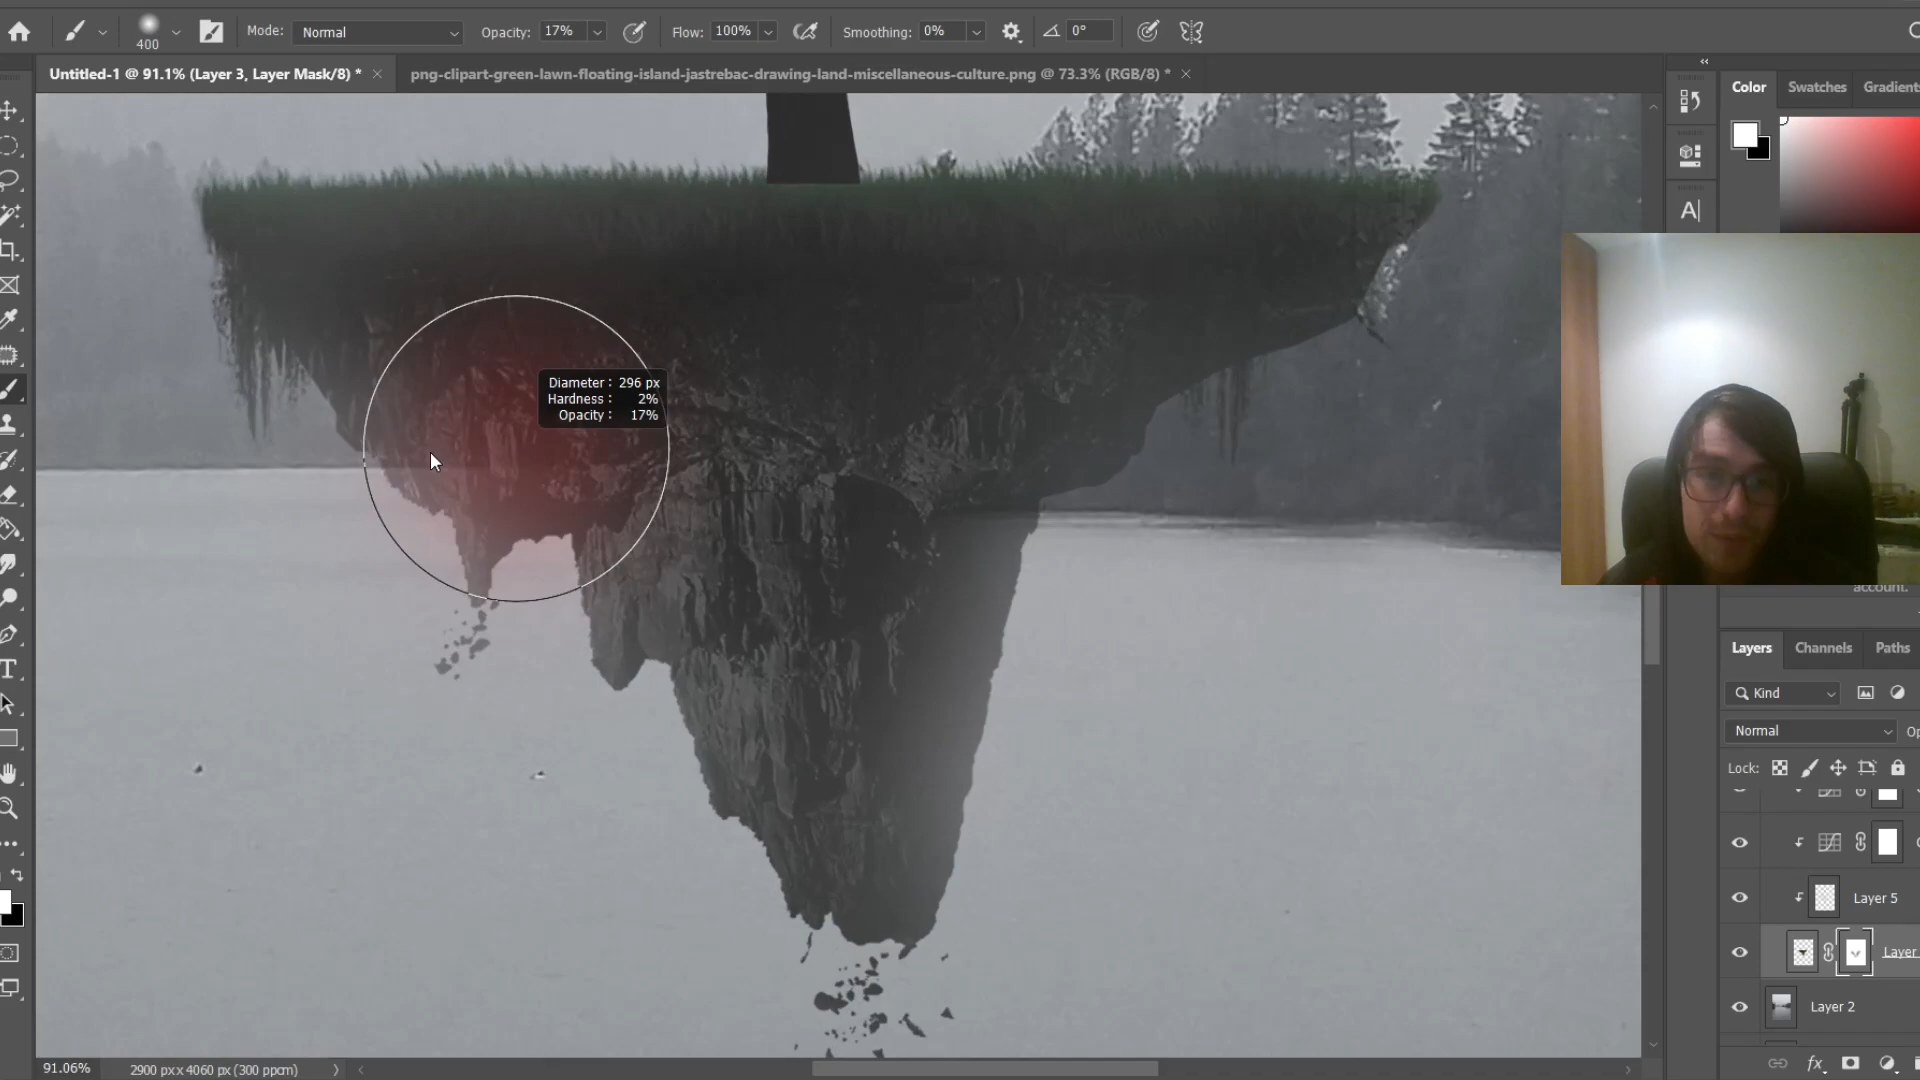 400
Mode: Normal
Opacity: 17%
Flow: 100%
Smoothing: 0%
0°
Untitled-1 @ 91.1% (Layer 3, Layer Mask/8) *
png-clipart-green-lawn-floating-island-jastrebac-drawing-land-miscellaneous-culture.png @ 73.3% (RGB/8) *
Color Swatches Gradients
Diameter : 296 px
Hardness : 2%
Opacity : 17%
account.
Layers Channels Paths
Kind
Normal
Lock:
Layer 5
Layer
Layer 2
91.06% 2900 px x 4060 px (300 ppcm)
fx